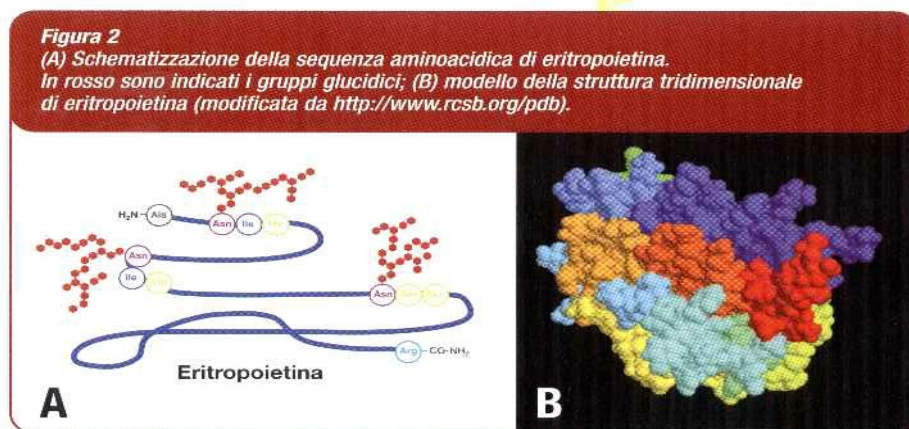 Figura 2
(A) Schematizzazione della sequenza aminoacidica di eritropoietina.
In rosso sono indicati i gruppi glucidici; (B) modello della struttura tridimensionale
di eritropoietina (modificata da http://www.rcsb.org/pdb).
H₂N Ala
Asn Ile
Asn
Ile
Asn
Arg CO-NH₂
Eritropoietina
A
B